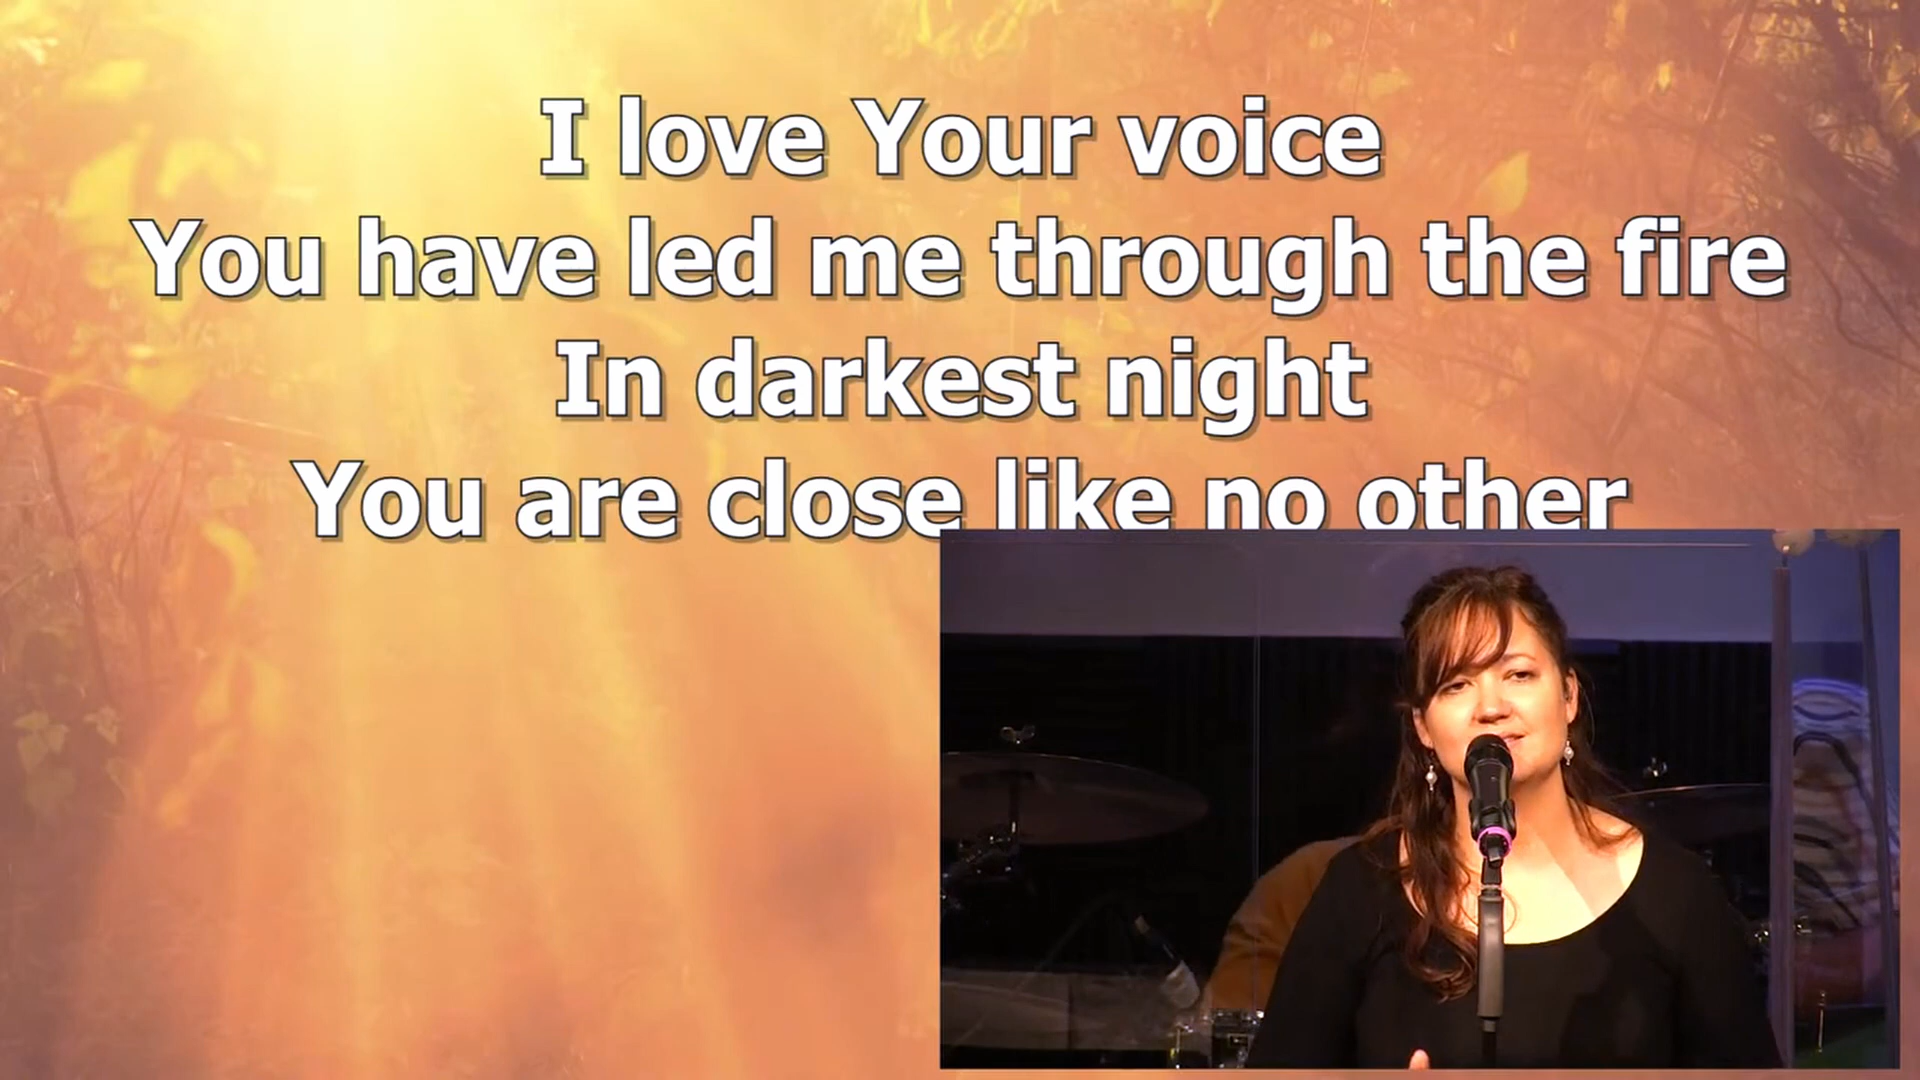 I love Your voice
You have led me through the fire
In darkest night
You are close like no other